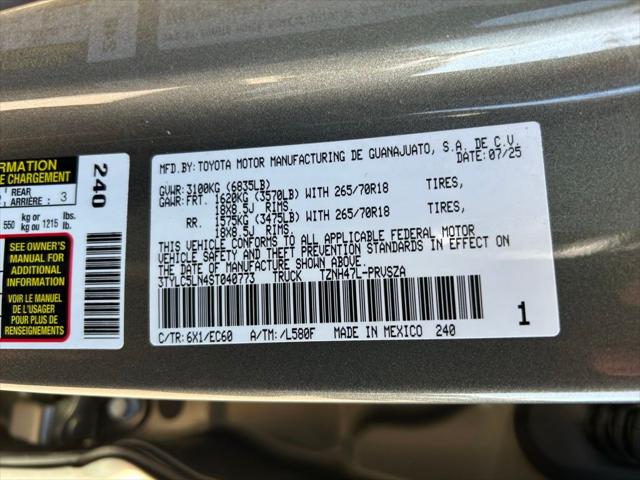 MFD.BY: TOYOTA MOTOR MANUFACTURING DE GUANAJUATO, S.A. DE C.V.
DATE: 07/25
GVWR: 3100KG (6835LB)
GAWR: FRT. 1620KG (3570LB) WITH 265/70R18 TIRES,
18X8.5J RIMS.
RR. 1575KG (3475LB) WITH 265/70R18 TIRES,
18X8.5J RIMS.
THIS VEHICLE CONFORMS TO ALL APPLICABLE FEDERAL MOTOR
VEHICLE SAFETY AND THEFT PREVENTION STANDARDS IN EFFECT ON
THE DATE OF MANUFACTURE SHOWN ABOVE.
3TYLC5LN4ST040773 TRUCK TZNH47L-PRVSZA
C/TR: 6X1/EC60 A/TM: /L580F MADE IN MEXICO 240
1
240
ORMATION
E CHARGEMENT
REAR
ARRIÈRE : 3
550 kg or 1215 lbs.
kg ou lb.
SEE OWNER'S
MANUAL FOR
ADDITIONAL
INFORMATION
VOIR LE MANUEL
DE L'USAGER
POUR PLUS DE
RENSEIGNEMENTS